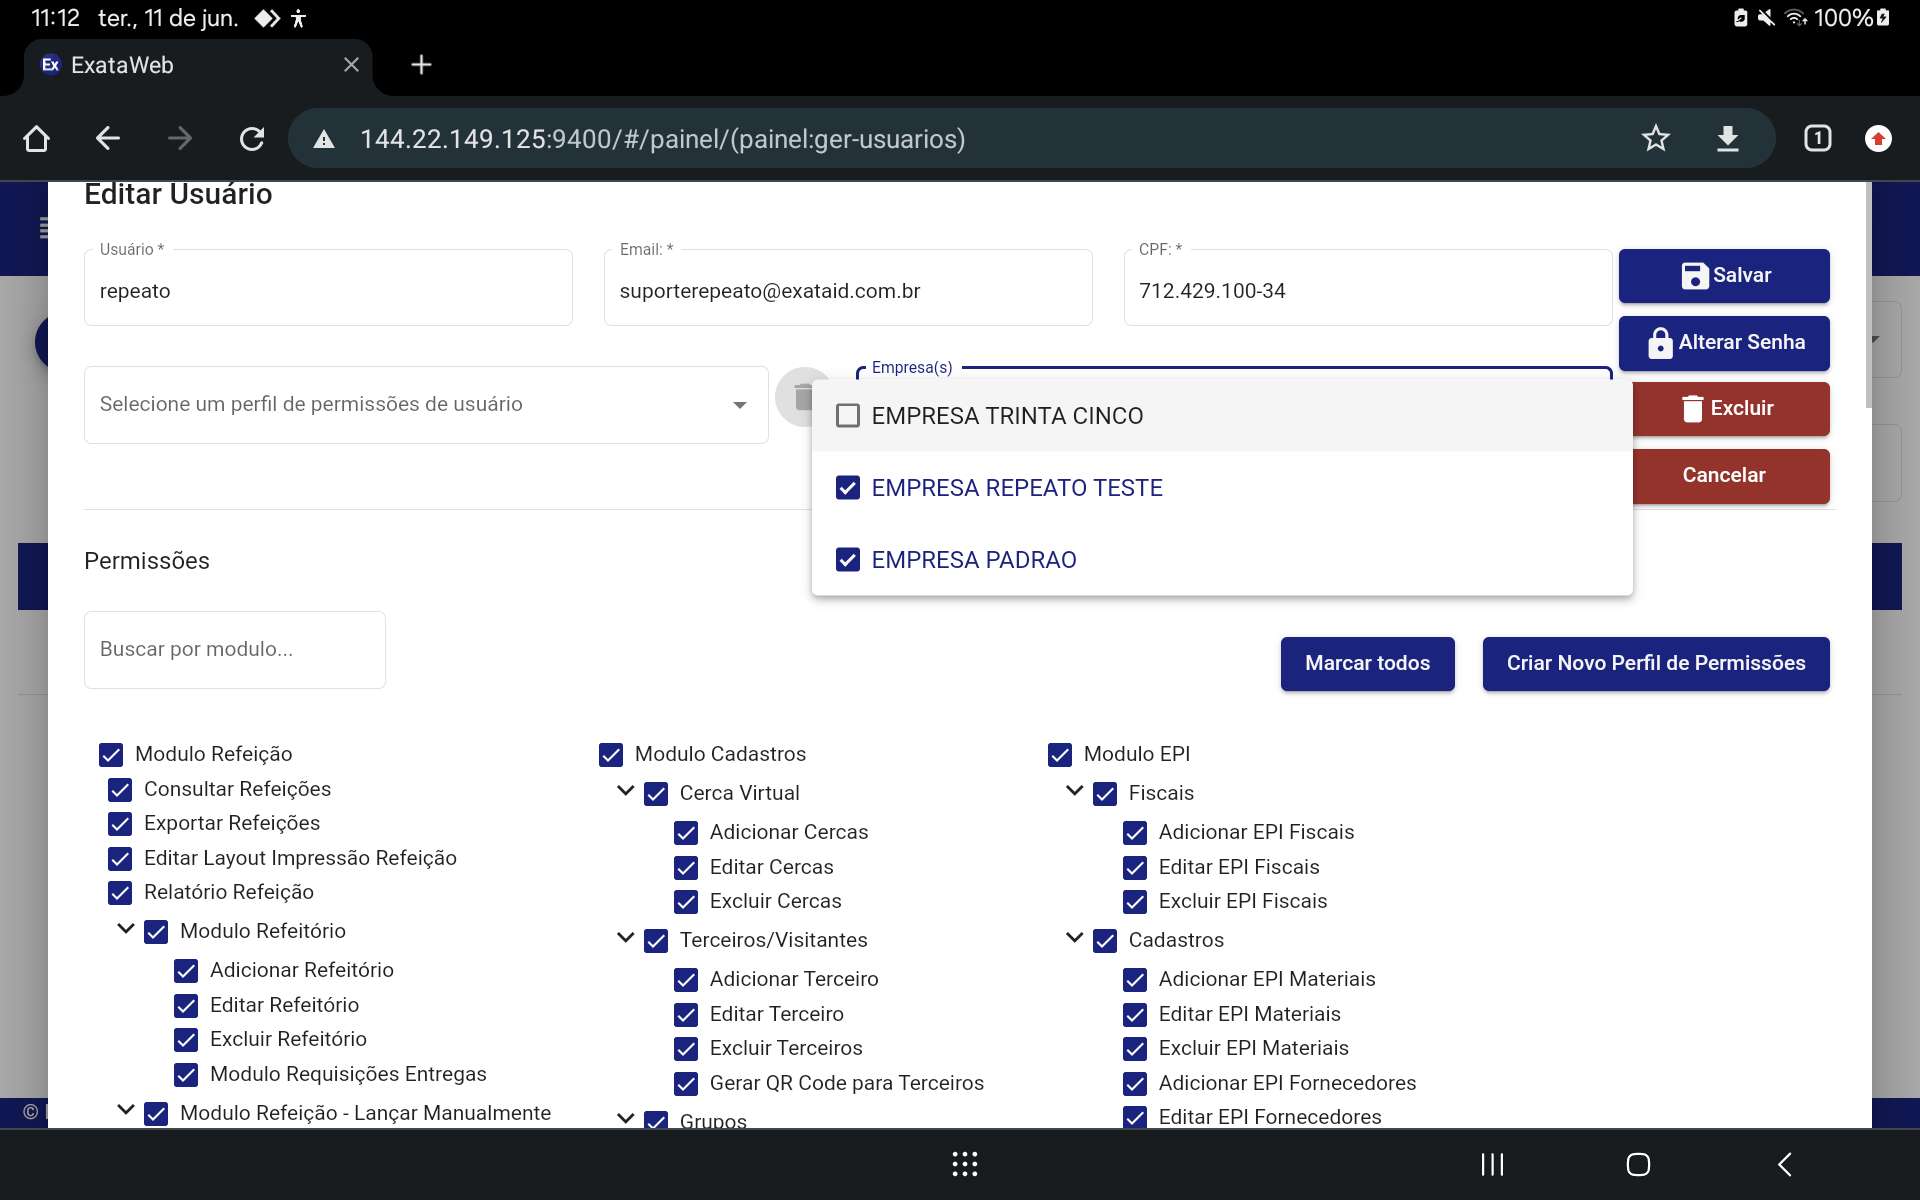 11:12 ter., 11 de jun. 100%
Ex ExataWeb
144.22.149.125:9400/#/painel/(painel:ger-usuarios)
1
Editar Usuário
Usuário * Email: * CPF: *
repeato suporterepeato@exataid.com.br 712.429.100-34
Salvar
Alterar Senha
Empresa(s)
Selecione um perfil de permissões de usuário
EMPRESA TRINTA CINCO
Excluir
EMPRESA REPEATO TESTE
Cancelar
EMPRESA PADRAO
Permissões
Buscar por modulo...
Marcar todos Criar Novo Perfil de Permissões
Modulo Refeição
Consultar Refeições
Exportar Refeições
Editar Layout Impressão Refeição
Relatório Refeição
Modulo Refeitório
Adicionar Refeitório
Editar Refeitório
Excluir Refeitório
Modulo Requisições Entregas
Modulo Refeição - Lançar Manualmente
Modulo Cadastros
Cerca Virtual
Adicionar Cercas
Editar Cercas
Excluir Cercas
Terceiros/Visitantes
Adicionar Terceiro
Editar Terceiro
Excluir Terceiros
Gerar QR Code para Terceiros
Grupos
Modulo EPI
Fiscais
Adicionar EPI Fiscais
Editar EPI Fiscais
Excluir EPI Fiscais
Cadastros
Adicionar EPI Materiais
Editar EPI Materiais
Excluir EPI Materiais
Adicionar EPI Fornecedores
Editar EPI Fornecedores
©